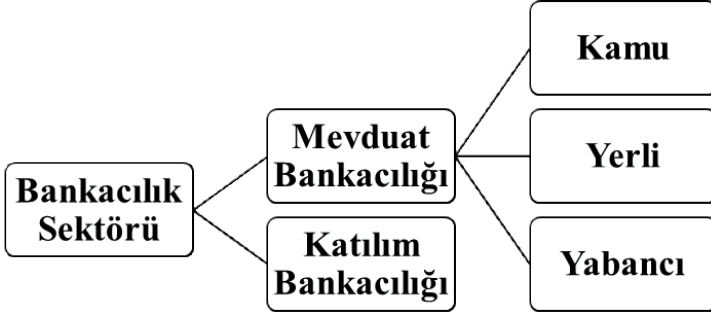 Bankacılık
Sektörü
Mevduat
Bankacılığı
Katılım
Bankacılığı
Kamu
Yerli
Yabancı